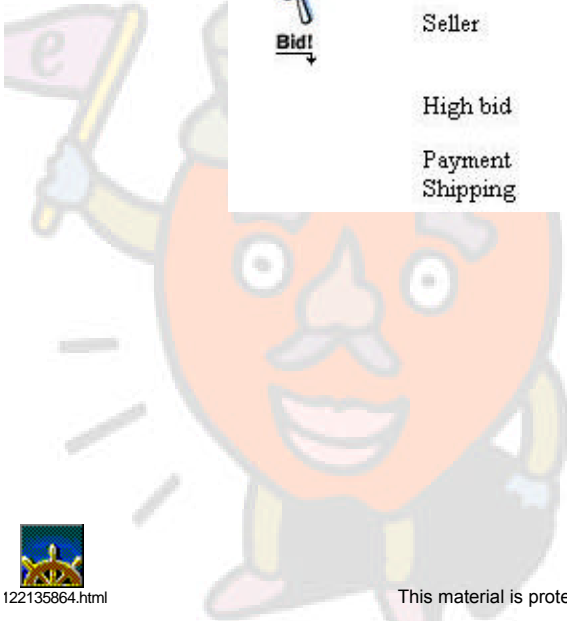 e
Seller
Bid!
High bid
Payment
Shipping
122135864.html
This material is prote